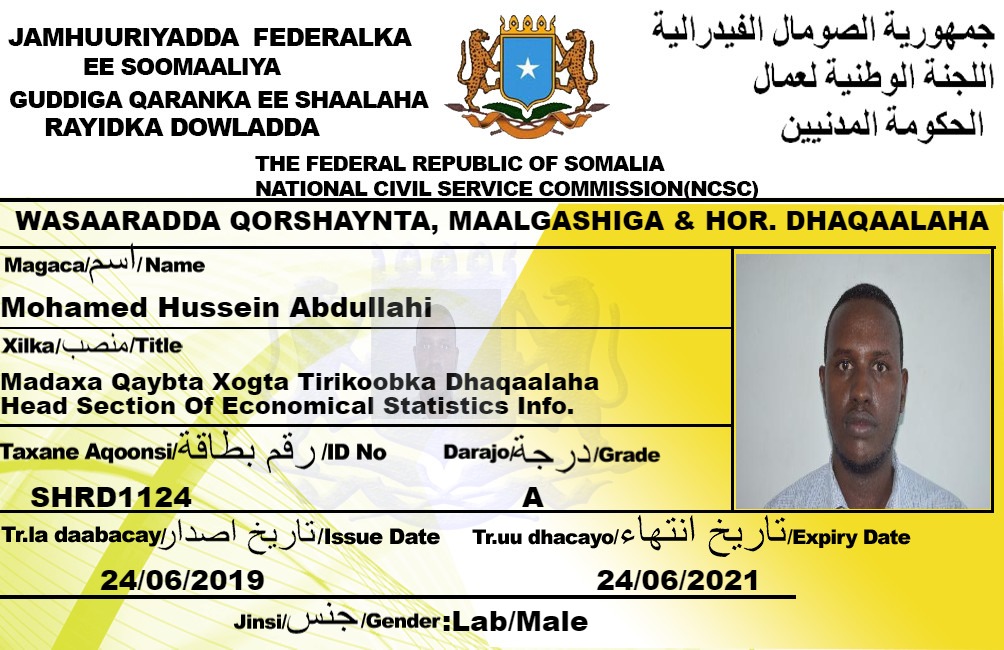 JAMHUURIYADDA FEDERALKA
EE SOOMAALIYA
GUDDIGA QARANKA EE SHAALAHA
RAYIDKA DOWLADDA
جمهورية الصومال الفيدرالية
اللجنة الوطنية لعمال
الحكومة المدنيين
THE FEDERAL REPUBLIC OF SOMALIA
NATIONAL CIVIL SERVICE COMMISSION(NCSC)
WASAARADDA QORSHAYNTA, MAALGASHIGA & HOR. DHAQAALAHA
Magaca/اسم/Name
Mohamed Hussein Abdullahi
Xilka/منصب/Title
Madaxa Qaybta Xogta Tirikoobka Dhaqaalaha
Head Section Of Economical Statistics Info.
Taxane Aqoonsi/رقم بطاقة/ID No
Darajo/درجة/Grade
SHRD1124
A
Tr.la daabacay/تاريخ اصدار/Issue Date
Tr.uu dhacayo/تاريخ انتهاء/Expiry Date
24/06/2019
24/06/2021
Jinsi/جنس/Gender:Lab/Male